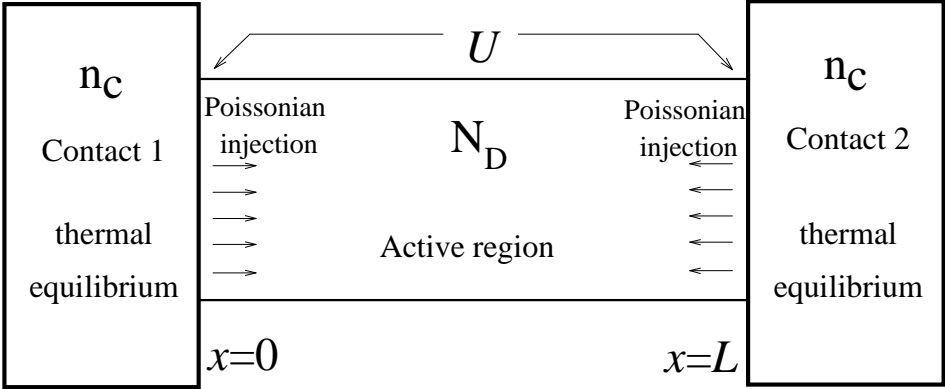 n_c
Contact 1
thermal
equilibrium
U
Poissonian
injection
N_D
Active region
Poissonian
injection
n_c
Contact 2
thermal
equilibrium
x=0
x=L